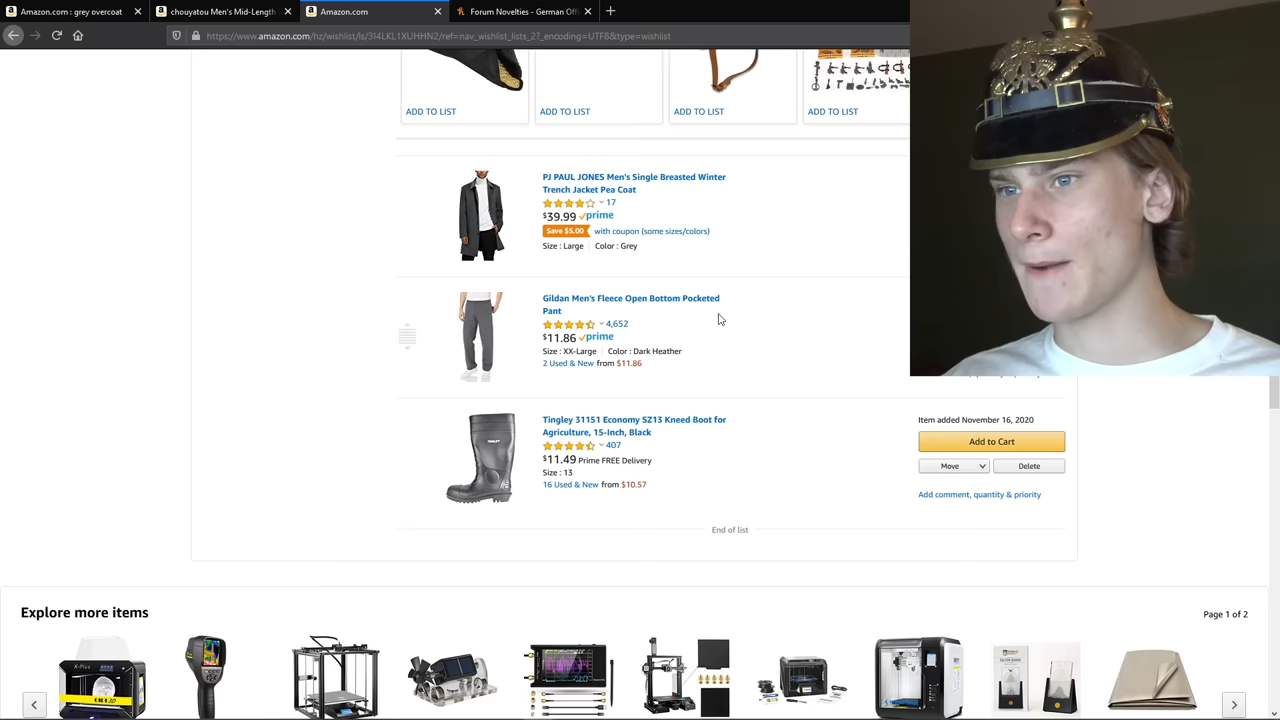 Amazon.com : grey overcoat
chouyatou Men's Mid-Length
Amazon.com
Forum Novelties - German Off
https://www.amazon.com/hz/wishlist/ls/3I4LKL1XUHHN2/ref=nav_wishlist_lists_2?_encoding=UTF8&type=wishlist
ADD TO LIST
ADD TO LIST
ADD TO LIST
ADD TO LIST
PJ PAUL JONES Men's Single Breasted Winter
Trench Jacket Pea Coat
17
$39.99 prime
Save $5.00 with coupon (some sizes/colors)
Size : Large Color : Grey
Gildan Men's Fleece Open Bottom Pocketed
Pant
4,652
$11.86 prime
Size : XX-Large Color : Dark Heather
2 Used & New from $11.86
Tingley 31151 Economy SZ13 Kneed Boot for
Agriculture, 15-Inch, Black
407
$11.49 Prime FREE Delivery
Size : 13
16 Used & New from $10.57
Item added November 16, 2020
Add to Cart
Move
Delete
Add comment, quantity & priority
End of list
Explore more items
Page 1 of 2